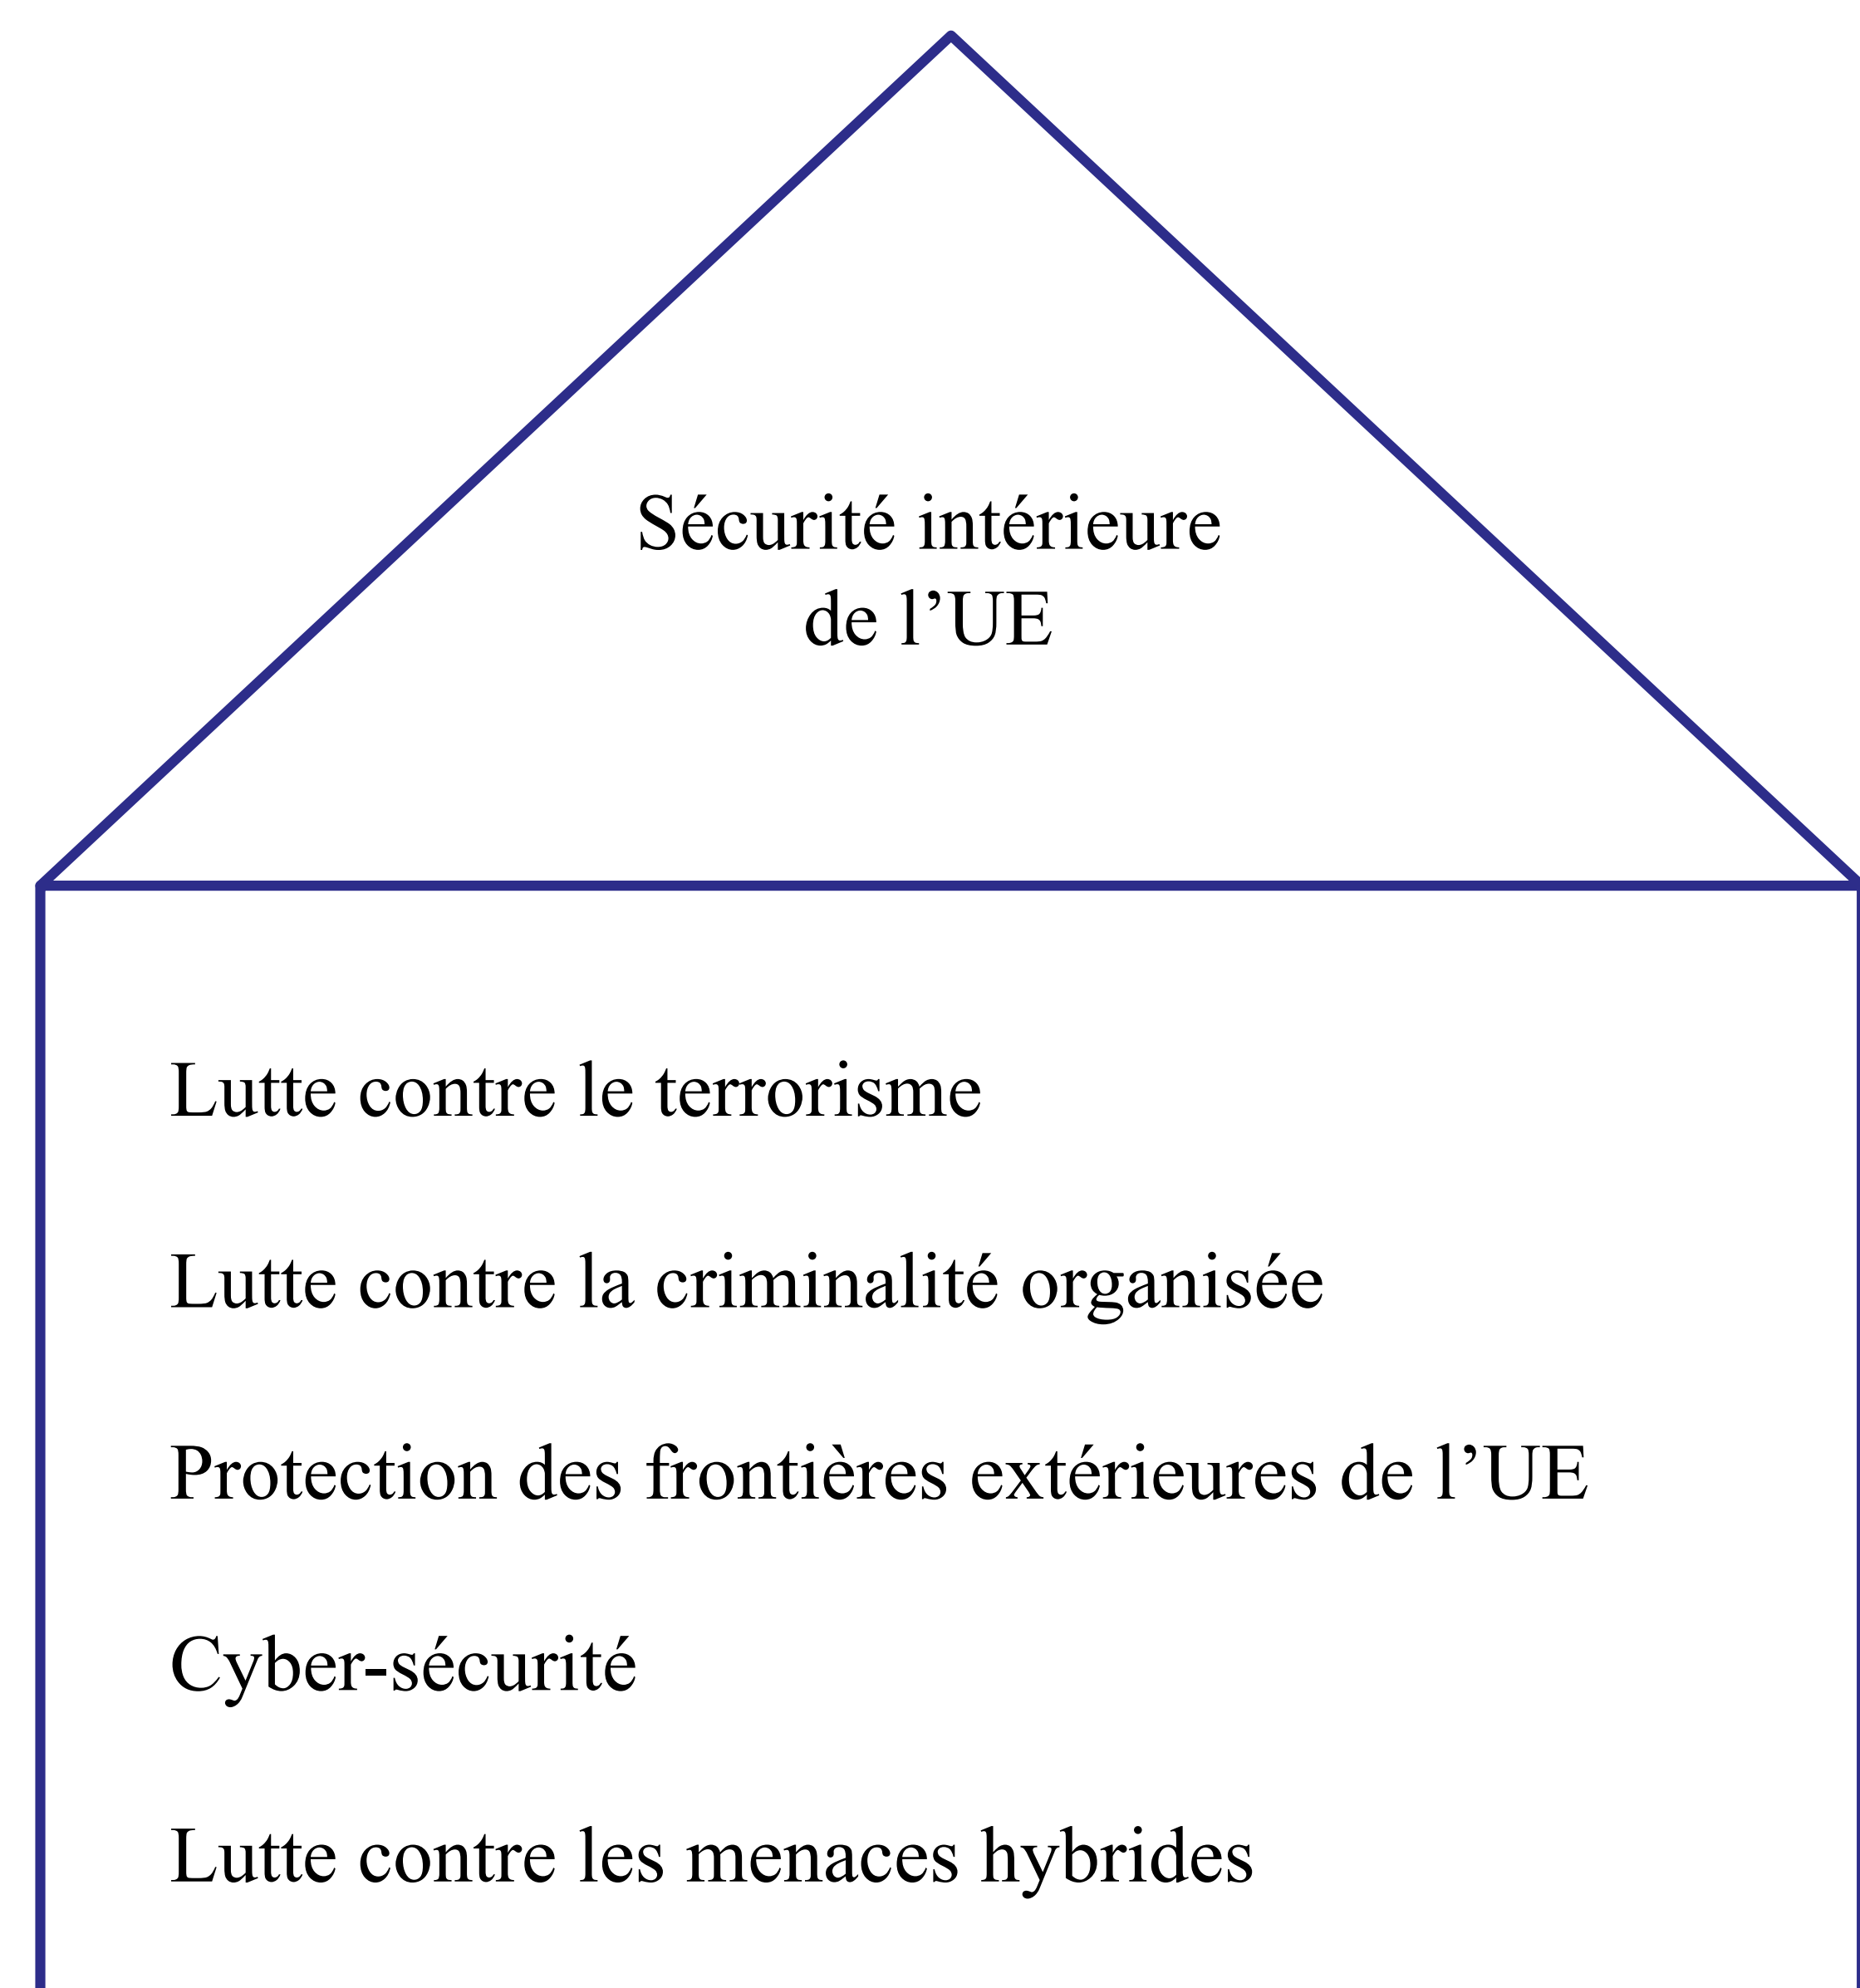 Sécurité intérieure
de l’UE
Lutte contre le terrorisme
Lutte contre la criminalité organisée
Protection des frontières extérieures de l’UE
Cyber-sécurité
Lutte contre les menaces hybrides